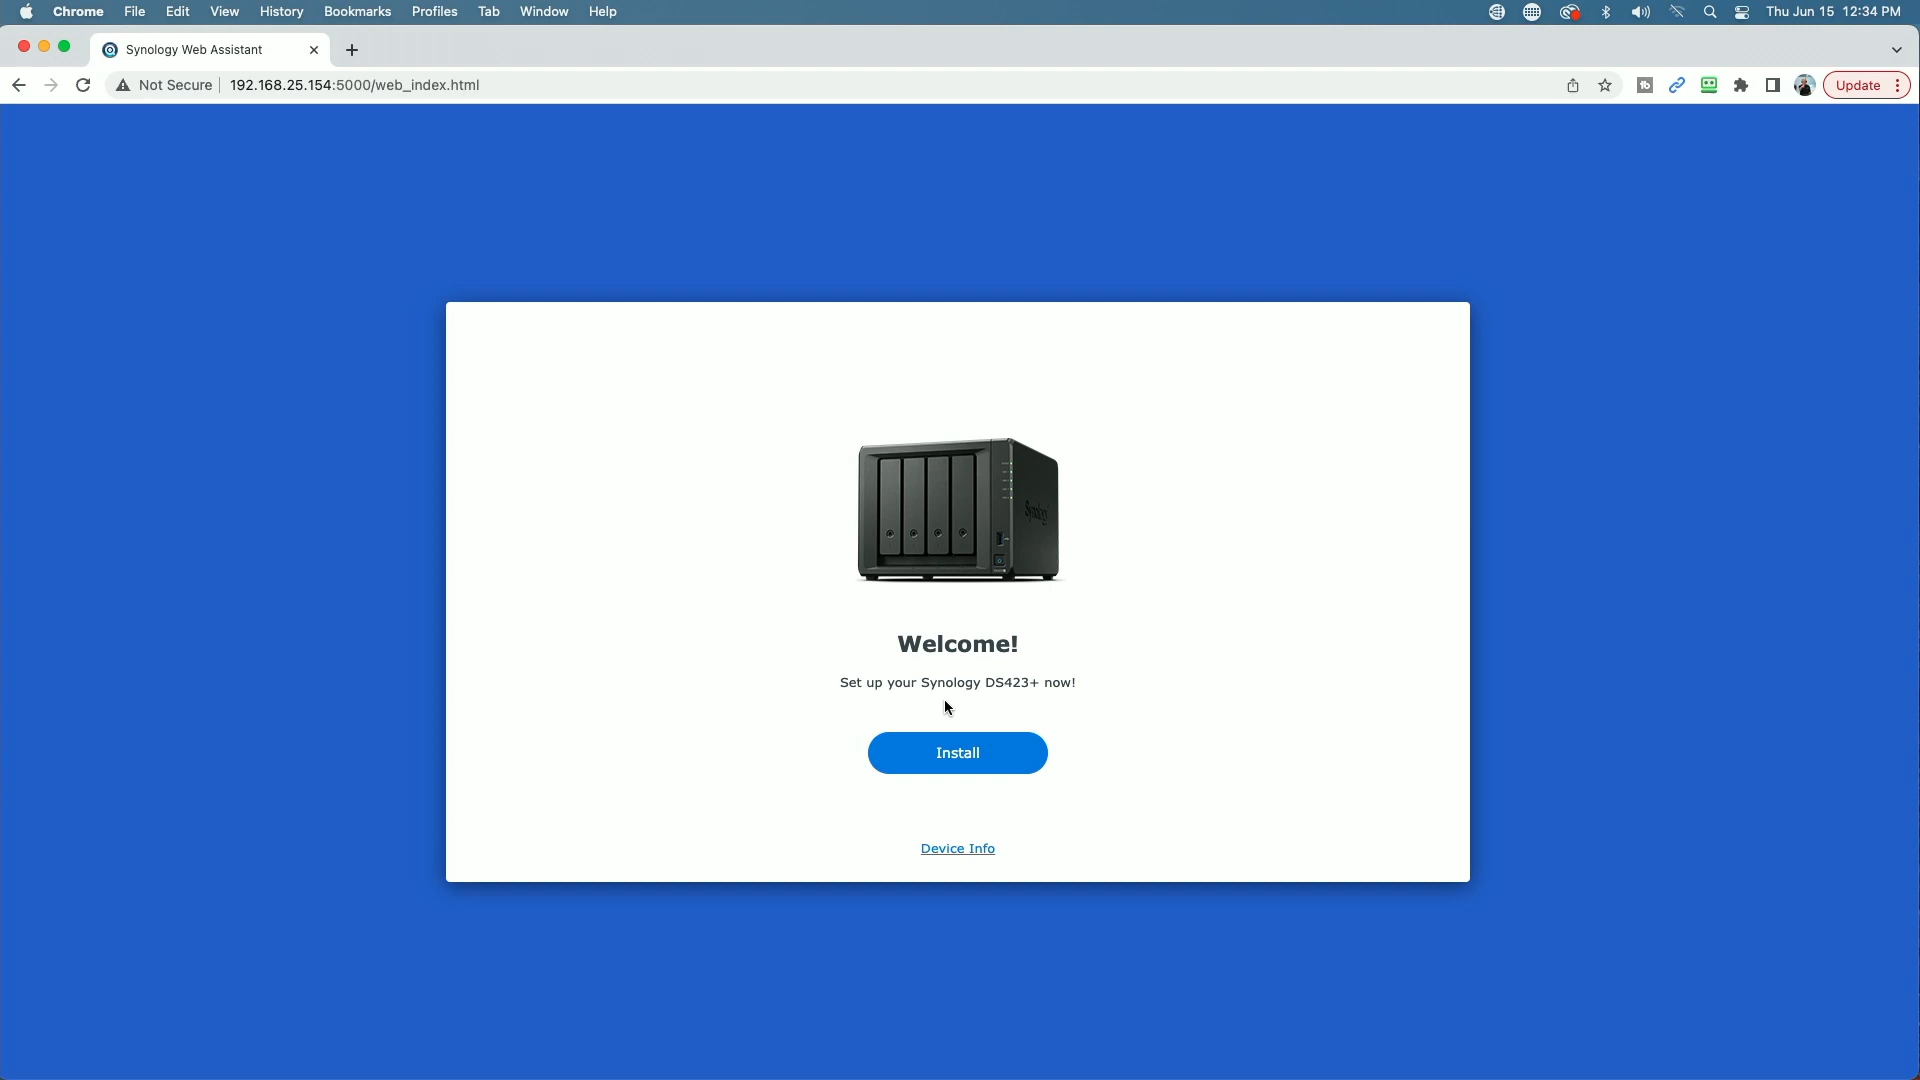 Chrome File Edit View History Bookmarks Profiles Tab Window Help Thu Jun 15 12:34 PM
Synology Web Assistant
Not Secure 192.168.25.154:5000/web_index.html Update
Synology
Welcome!
Set up your Synology DS423+ now!
Install
Device Info